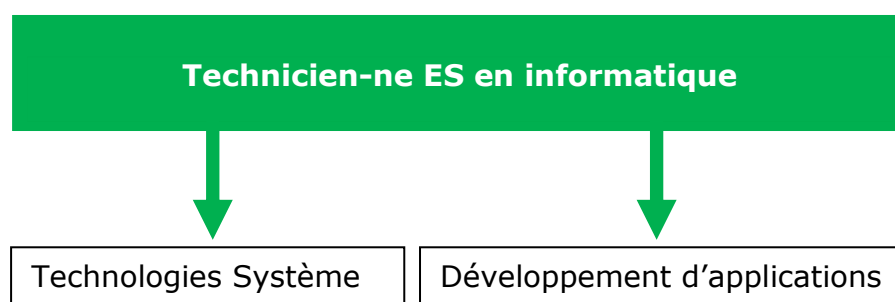 Technicien-ne ES en informatique
Technologies Système
Développement d’applications